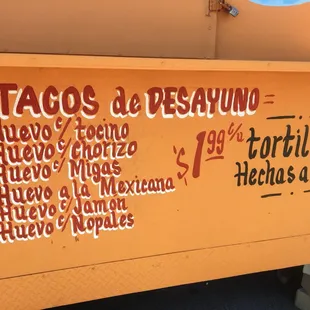 TACOS de DESAYUNO =
Huevo c/ tocino
Huevo c/ Chorizo
Huevo c/ Migas
Huevo a la Mexicana
Huevo c/ Jamon
Huevo c/ Nopales
$1.99 c/u
tortil
Hechas a